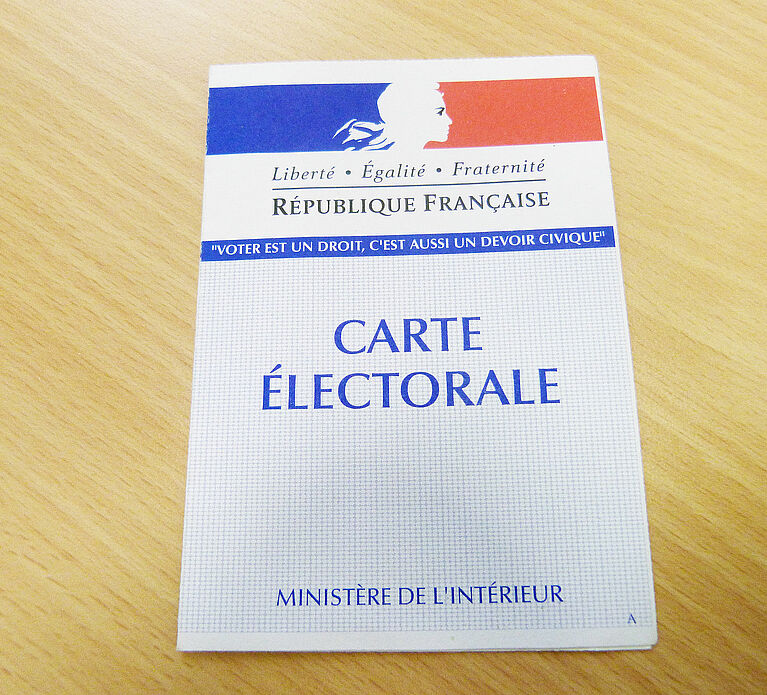 Liberté • Égalité • Fraternité
RÉPUBLIQUE FRANÇAISE
"VOTER EST UN DROIT, C'EST AUSSI UN DEVOIR CIVIQUE"
CARTE
ÉLECTORALE
MINISTÈRE DE L'INTÉRIEUR
A